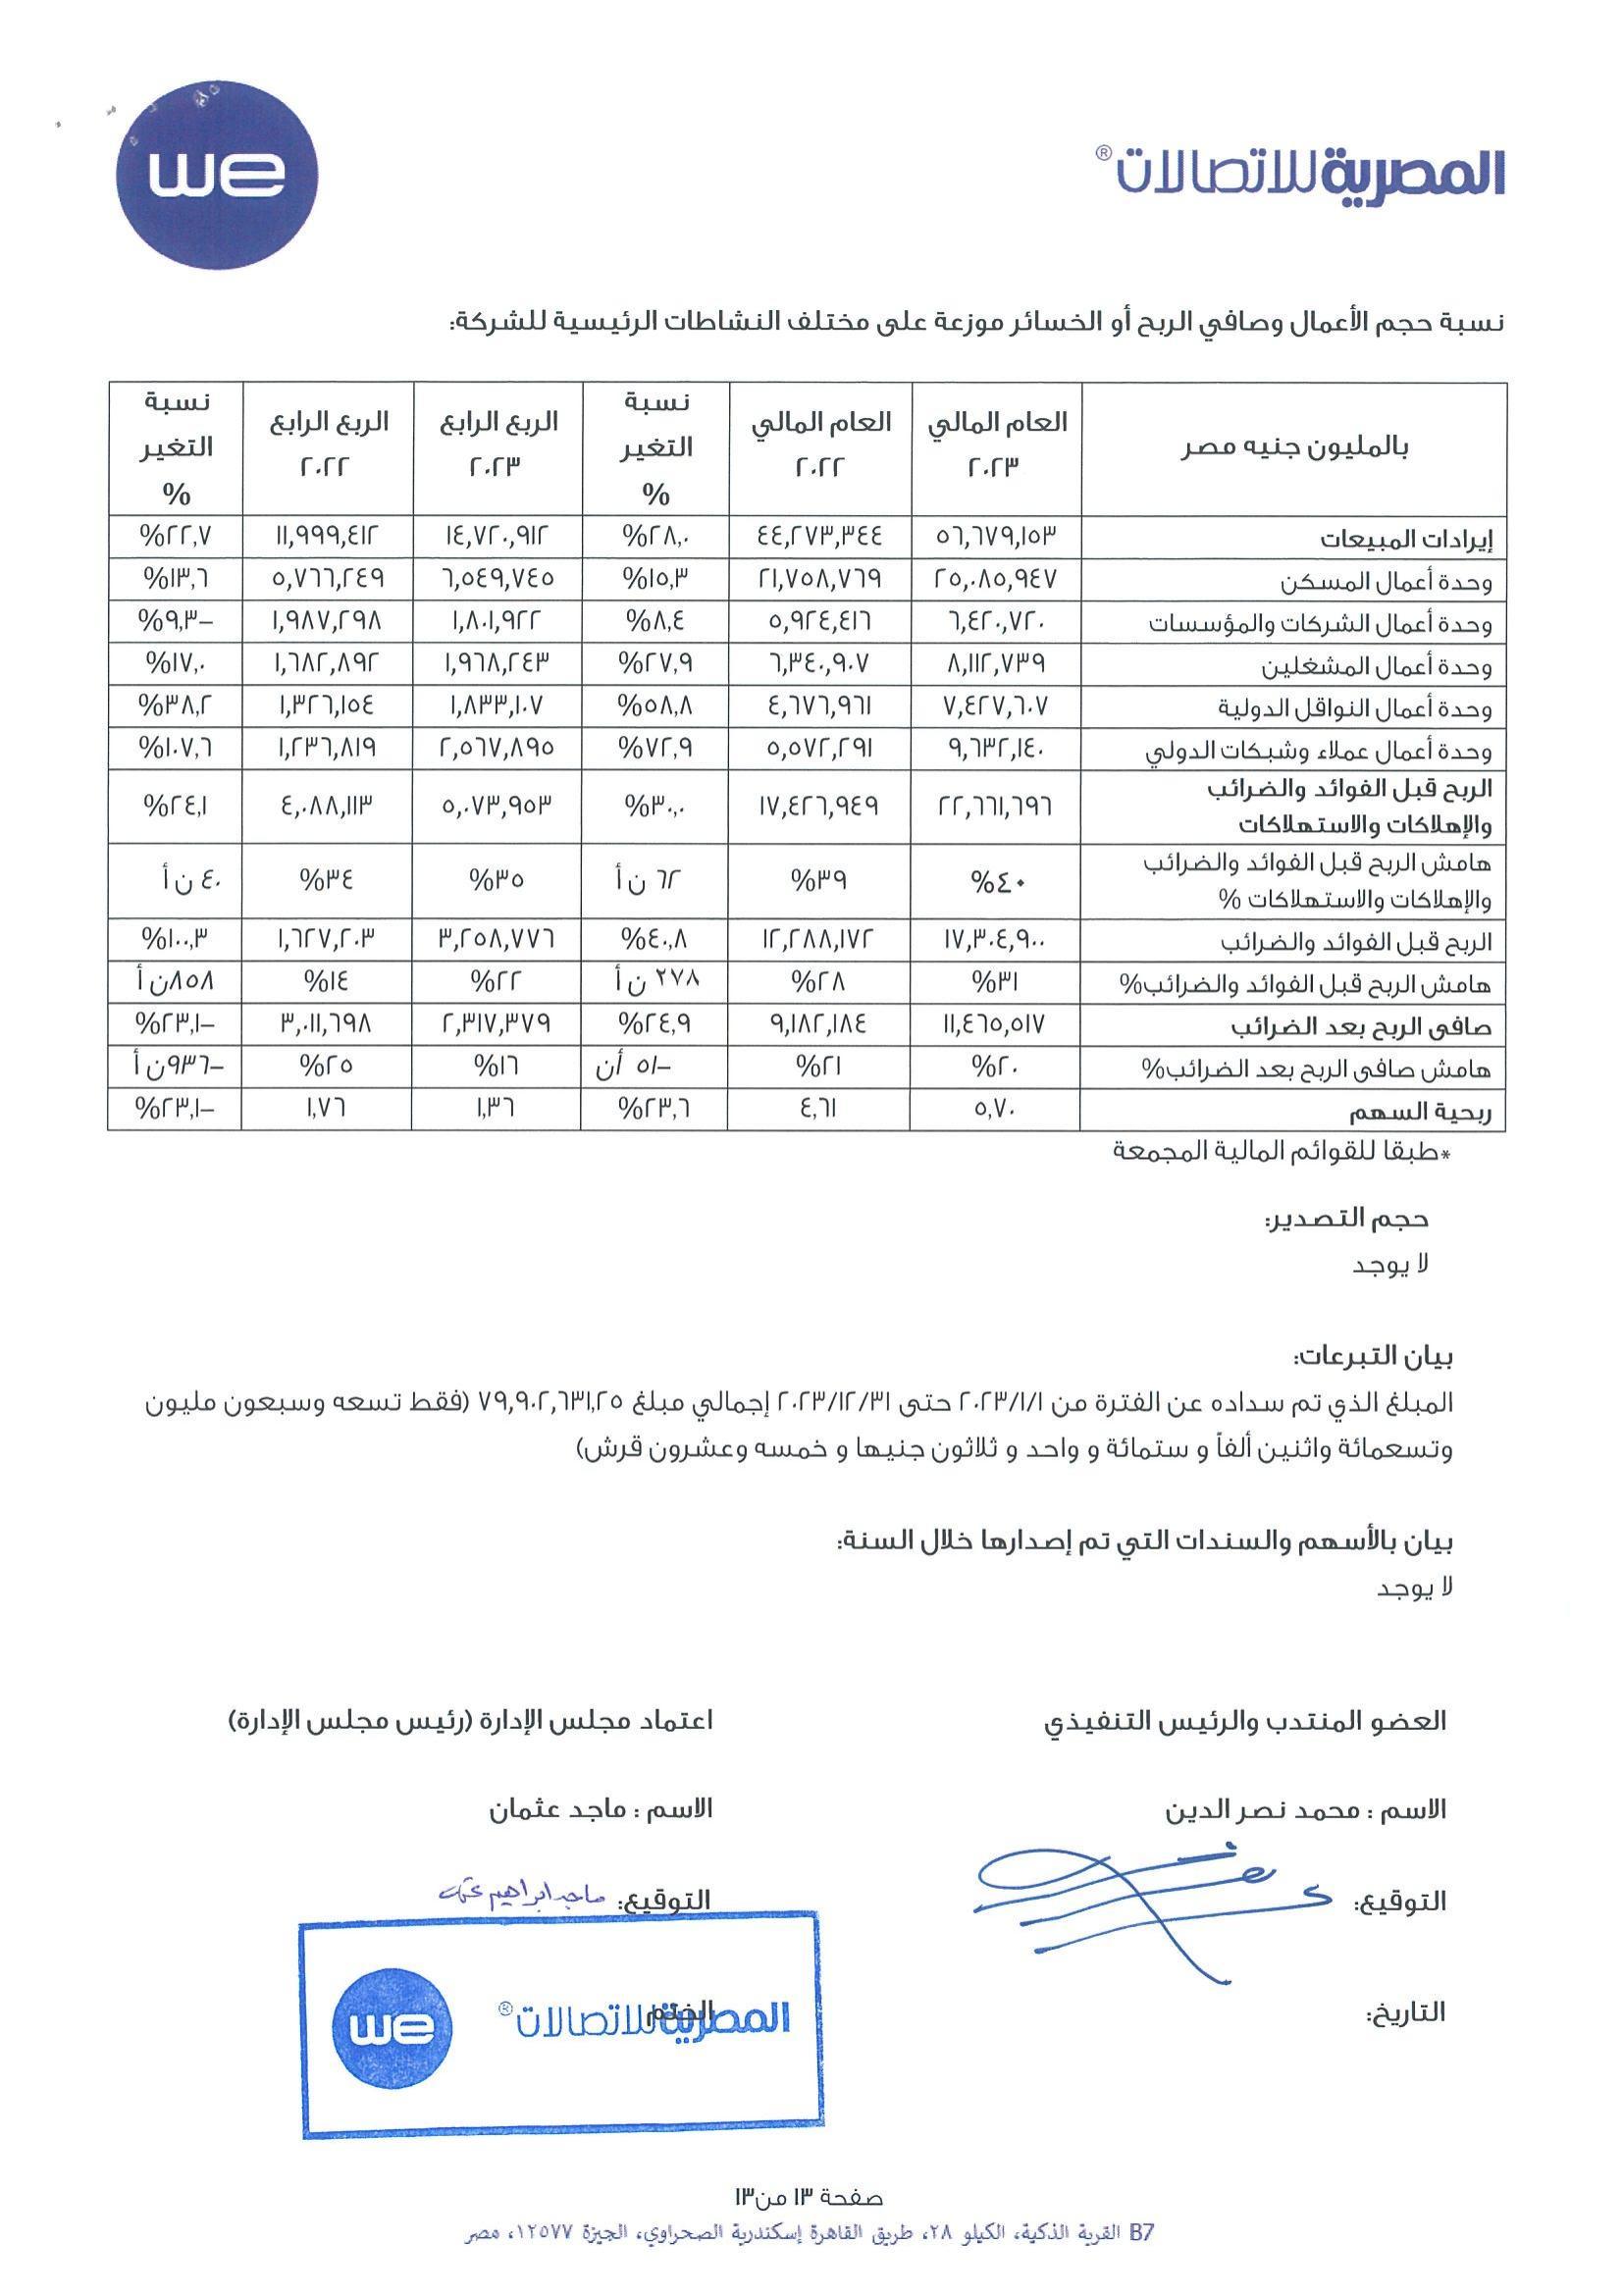 المصرية للاتصالات®
we
نسبة حجم الأعمال وصافي الربح أو الخسائر موزعة على مختلف النشاطات الرئيسية للشركة:
بالمليون جنيه مصر العام المالي ٢٠٢٣ العام المالي ٢٠٢٢ نسبة التغير % الربع الرابع ٢٠٢٣ الربع الرابع ٢٠٢٢ نسبة التغير %
إيرادات المبيعات ٥٦,٦٧٩,١٥٣ ٤٤,٢٧٣,٣٤٤ ٢٨,٠% ١٤,٧٢٠,٩١٢ ١١,٩٩٩,٤١٢ ٢٢,٧%
وحدة أعمال المسكن ٢٥,٠٨٥,٩٤٧ ٢١,٧٥٨,٧٦٩ ١٥,٣% ٦,٥٤٩,٧٤٥ ٥,٧٦٦,٢٤٩ ١٣,٦%
وحدة أعمال الشركات والمؤسسات ٦,٤٢٠,٧٢٠ ٥,٩٢٤,٤١٦ ٨,٤% ١,٨٠١,٩٢٢ ١,٩٨٧,٢٩٨ -٩,٣%
وحدة أعمال المشغلين ٨,١١٢,٧٣٩ ٦,٣٤٠,٩٠٧ ٢٧,٩% ١,٩٦٨,٢٤٣ ١,٦٨٢,٨٩٢ ١٧,٠%
وحدة أعمال النواقل الدولية ٧,٤٢٧,٦٠٧ ٤,٦٧٦,٩٦١ ٥٨,٨% ١,٨٣٣,١٠٧ ١,٣٢٦,١٥٤ ٣٨,٢%
وحدة أعمال عملاء وشبكات الدولي ٩,٦٣٢,١٤٠ ٥,٥٧٢,٢٩١ ٧٢,٩% ٢,٥٦٧,٨٩٥ ١,٢٣٦,٨١٩ ١٠٧,٦%
الربح قبل الفوائد والضرائب
والإهلاكات والاستهلاكات ٢٢,٦٦١,٦٩٦ ١٧,٤٢٦,٩٤٩ ٣٠,٠% ٥,٠٧٣,٩٥٣ ٤,٠٨٨,١١٣ ٢٤,١%
هامش الربح قبل الفوائد والضرائب
والإهلاكات والاستهلاكات % ٤٠% ٣٩% ٦٢ ن أ ٣٥% ٣٤% ٤٠ ن أ
الربح قبل الفوائد والضرائب ١٧,٣٠٤,٩٠٠ ١٢,٢٨٨,١٧٢ ٤٠,٨% ٣,٢٥٨,٧٧٦ ١,٦٢٧,٢٠٣ ١٠٠,٣%
هامش الربح قبل الفوائد والضرائب% ٣١% ٢٨% ٢٧٨ ن أ ٢٢% ١٤% ٨٥٨ن أ
صافى الربح بعد الضرائب ١١,٤٦٥,٥١٧ ٩,١٨٢,١٨٤ ٢٤,٩% ٢,٣١٧,٣٧٩ ٣,٠١١,٦٩٨ -٢٣,١%
هامش صافى الربح بعد الضرائب% ٢٠% ٢١% -٥١ أن ١٦% ٢٥% -٩٣٦ن أ
ربحية السهم ٥,٧٠ ٤,٦١ ٢٣,٦% ١,٣٦ ١,٧٦ -٢٣,١%
*طبقا للقوائم المالية المجمعة
حجم التصدير:
لا يوجد
بيان التبرعات:
المبلغ الذي تم سداده عن الفترة من ٢٠٢٣/١/١ حتى ٢٠٢٣/١٢/٣١ إجمالي مبلغ ٧٩,٩٠٢,٦٣١,٢٥ (فقط تسعه وسبعون مليون
وتسعمائة واثنين ألفاً و ستمائة و واحد و ثلاثون جنيها و خمسه وعشرون قرش)
بيان بالأسهم والسندات التي تم إصدارها خلال السنة:
لا يوجد
العضو المنتدب والرئيس التنفيذي اعتماد مجلس الإدارة (رئيس مجلس الإدارة)
الاسم : محمد نصر الدين الاسم : ماجد عثمان
التوقيع: التوقيع: ماجد ابراهيم
التاريخ: الختم
المصرية للاتصالات®
we
صفحة ١٣ من١٣
B7 القرية الذكية، الكيلو ٢٨، طريق القاهرة إسكندرية الصحراوي، الجيزة ١٢٥٧٧، مصر